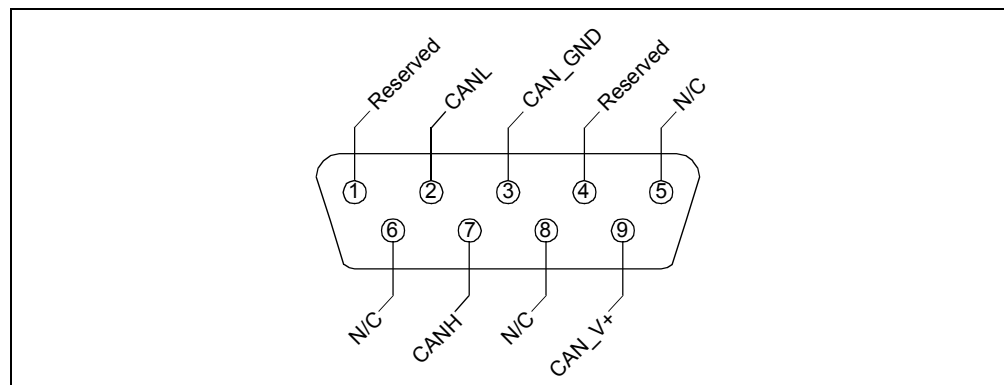 Reserved
CANL
CAN_GND
Reserved
N/C
1
2
3
4
5
6
7
8
9
N/C
CANH
N/C
CAN_V+